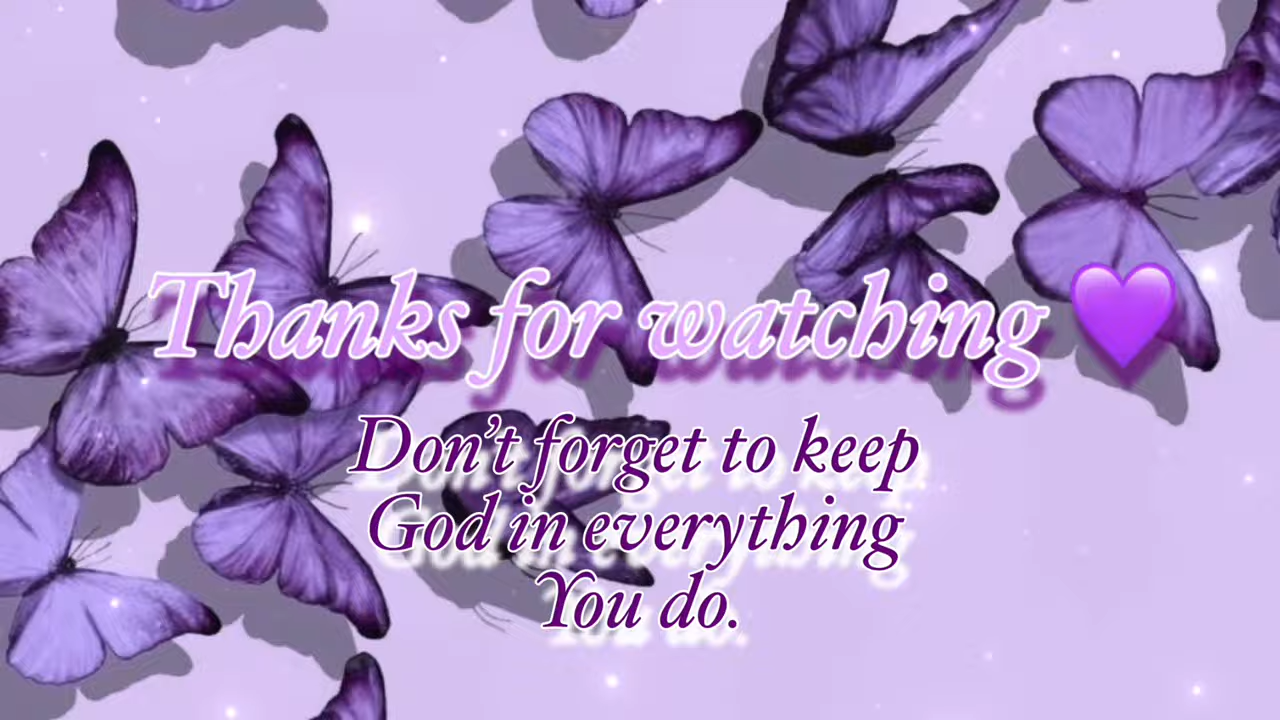 Thanks for watching 💜
Don’t forget to keep
God in everything
You do.